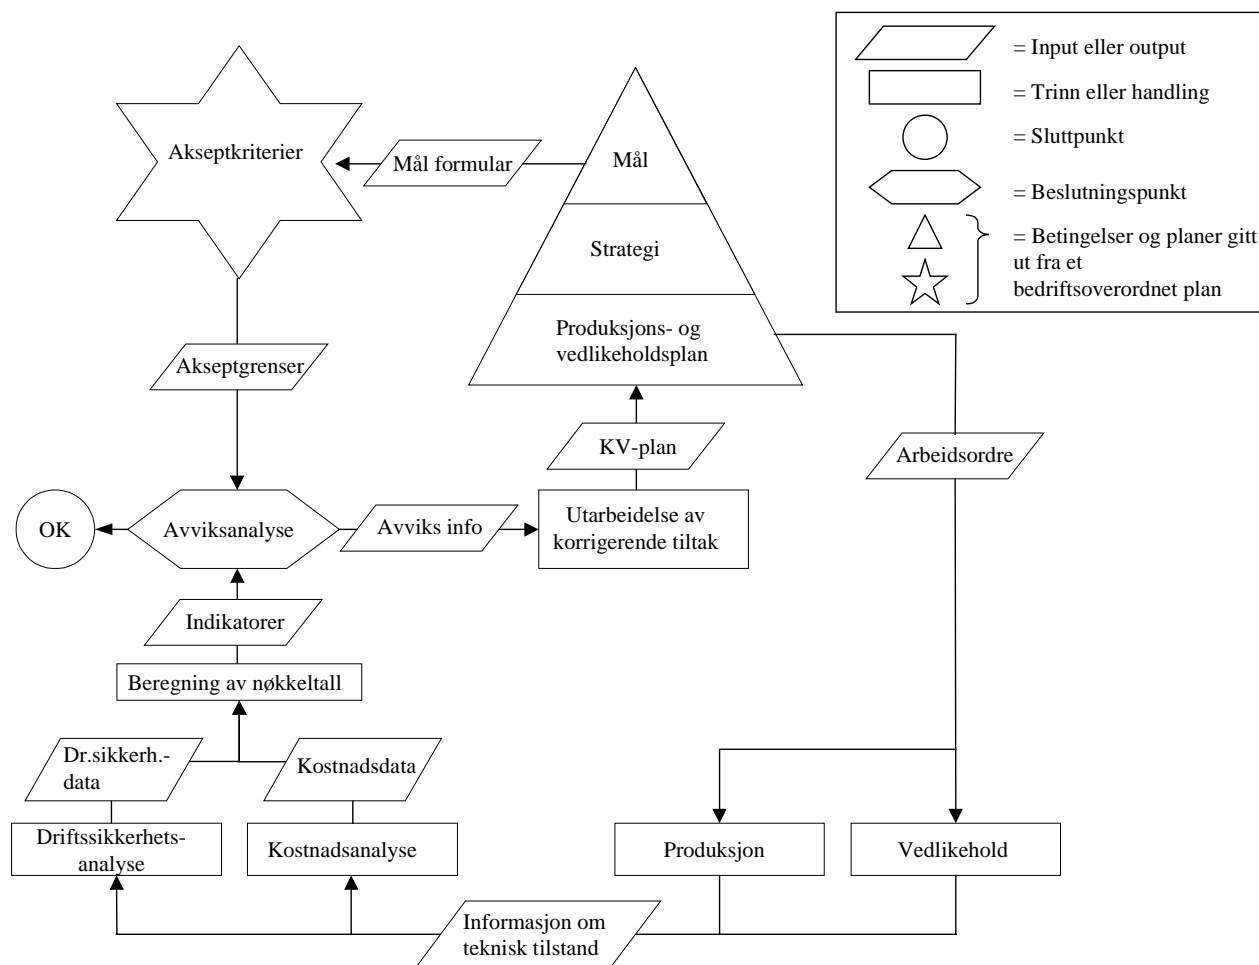 = Input eller output
= Trinn eller handling
= Sluttpunkt
= Beslutningspunkt
= Betingelser og planer gitt
ut fra et
bedriftsoverordnet plan
Akseptkriterier
Mål formular
Mål
Strategi
Produksjons- og
vedlikeholdsplan
Akseptgrenser
KV-plan
Arbeidsordre
OK
Avviksanalyse
Avviks info
Utarbeidelse av
korrigerende tiltak
Indikatorer
Beregning av nøkkeltall
Dr.sikkerh.-
data
Kostnadsdata
Driftssikkerhets-
analyse
Kostnadsanalyse
Produksjon
Vedlikehold
Informasjon om
teknisk tilstand